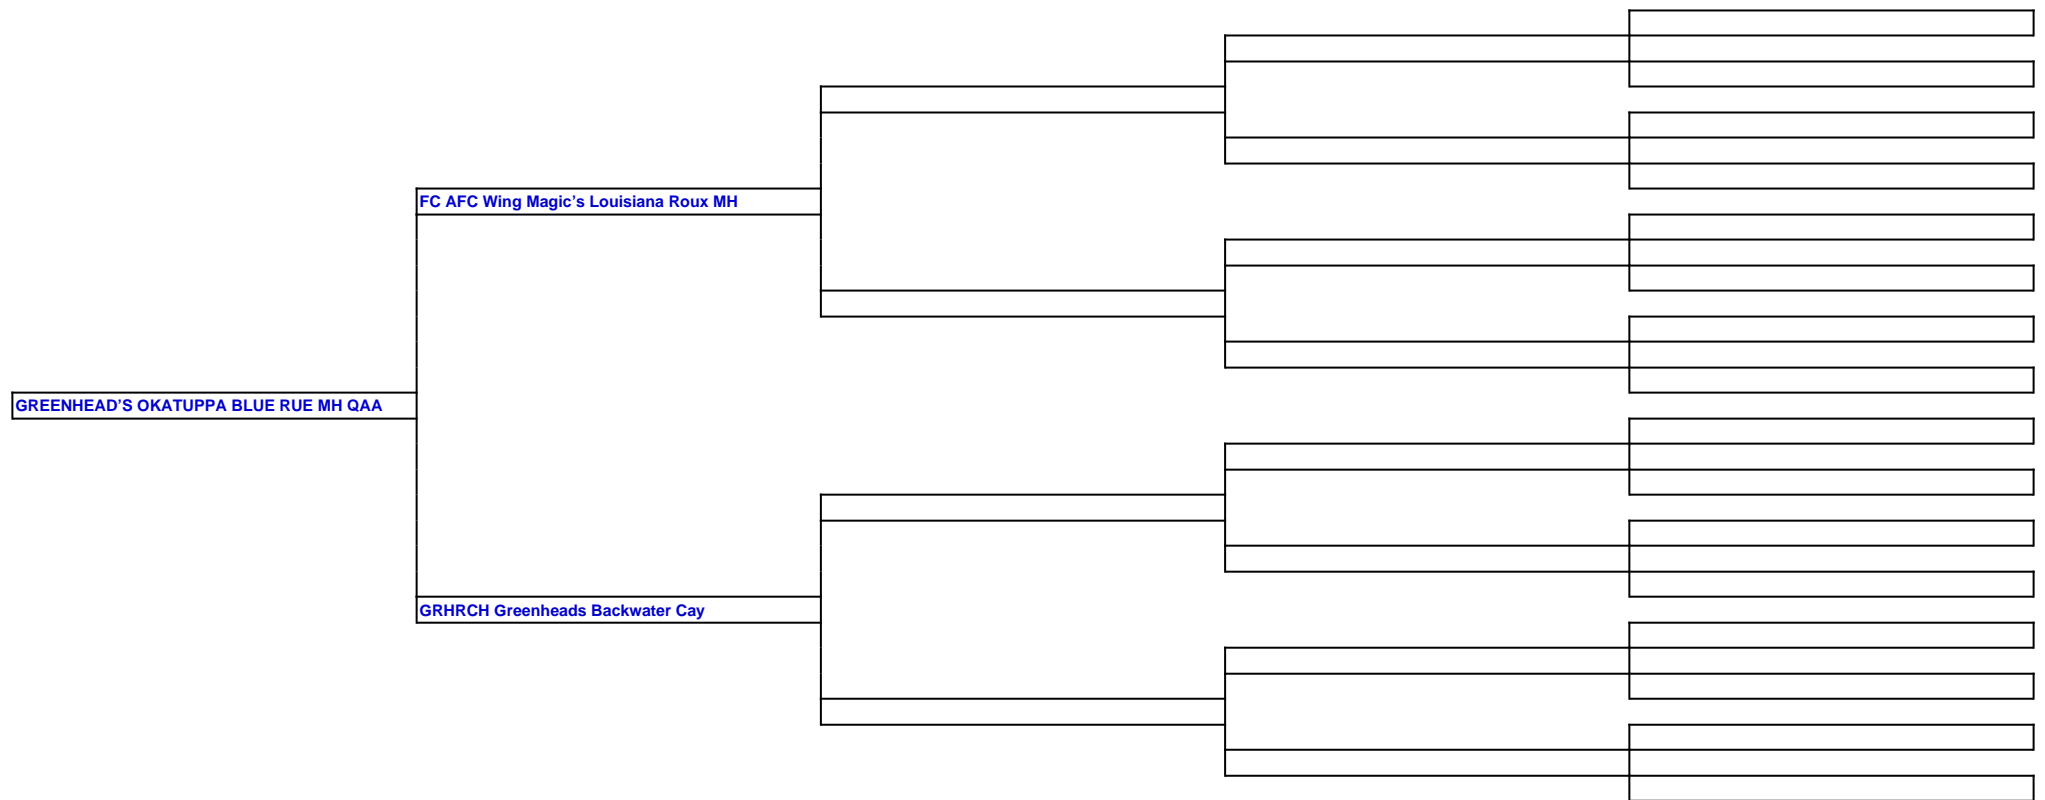 FC AFC Wing Magic’s Louisiana Roux MH
GREENHEAD’S OKATUPPA BLUE RUE MH QAA
GRHRCH Greenheads Backwater Cay